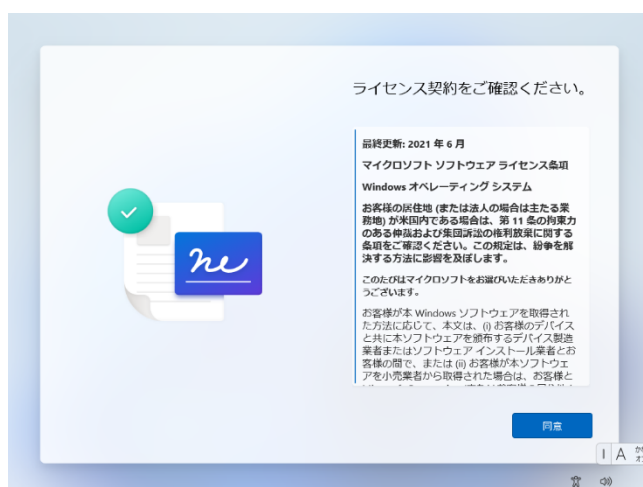 ライセンス契約をご確認ください。
最終更新: 2021 年 6 月
マイクロソフト ソフトウェア ライセンス条項
Windows オペレーティング システム
お客様の居住地 (または法人の場合は主たる業
務地) が米国内である場合は、第 11 条の拘束力
のある仲裁および集団訴訟の権利放棄に関する
条項をご確認ください。この規定は、紛争を解
決する方法に影響を及ぼします。
このたびはマイクロソフトをお選びいただきありがと
うございます。
お客様が本 Windows ソフトウェアを取得され
た方法に応じて、本文は、(i) お客様のデバイス
と共に本ソフトウェアを頒布するデバイス製造
業者またはソフトウェア インストール業者とお
客様の間で、または (ii) お客様が本ソフトウェ
アを小売業者から取得された場合は、お客様と
同意
A